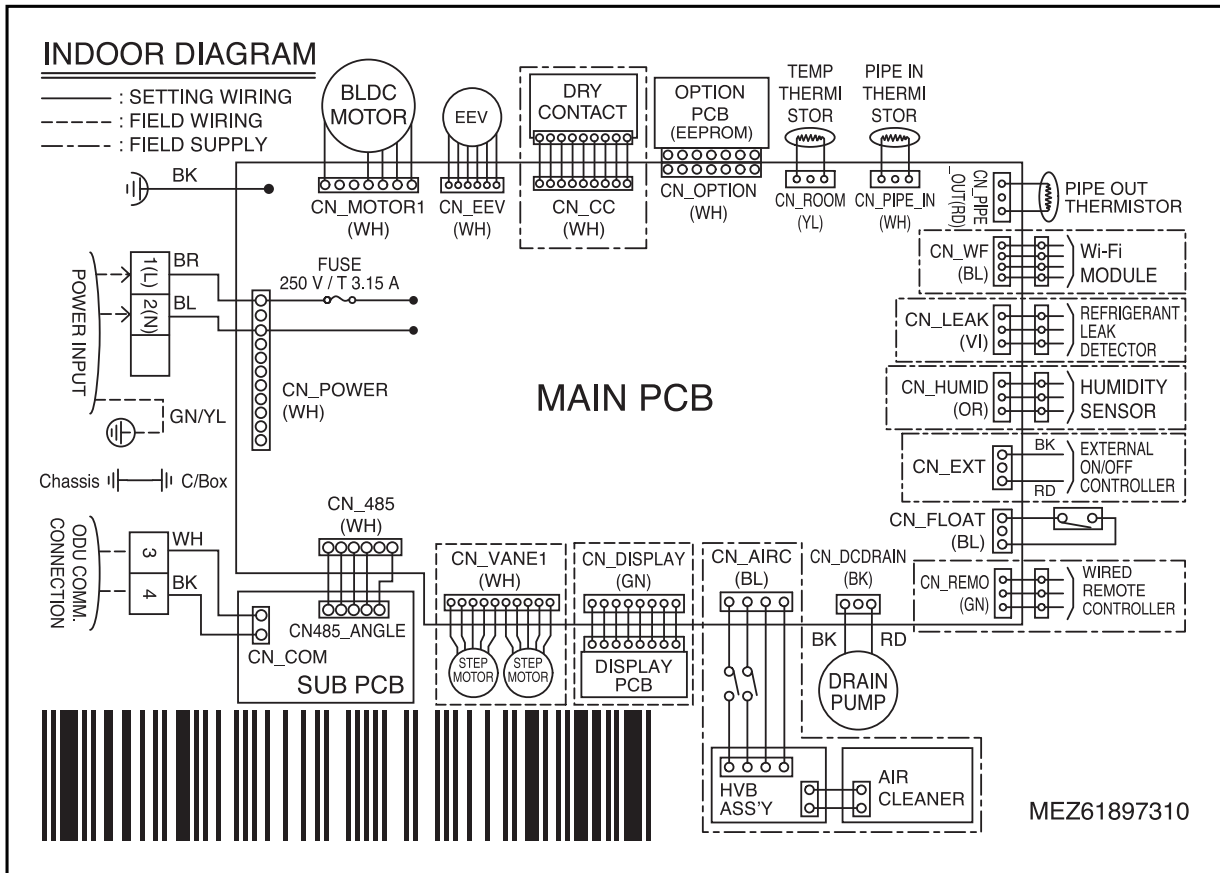 INDOOR DIAGRAM
: SETTING WIRING
: FIELD WIRING
: FIELD SUPPLY
BK
BLDC
MOTOR
CN_MOTOR1
(WH)
EEV
CN_EEV
(WH)
DRY
CONTACT
CN_CC
(WH)
OPTION
PCB
(EEPROM)
CN_OPTION
(WH)
TEMP
THERMI
STOR
CN_ROOM
(YL)
PIPE IN
THERMI
STOR
CN_PIPE_IN
(WH)
CN_PIPE
_OUT(RD)
PIPE OUT
THERMISTOR
CN_WF
(BL)
Wi-Fi
MODULE
CN_LEAK
(VI)
REFRIGERANT
LEAK
DETECTOR
CN_HUMID
(OR)
HUMIDITY
SENSOR
CN_EXT
BK
RD
EXTERNAL
ON/OFF
CONTROLLER
CN_FLOAT
(BL)
CN_REMO
(GN)
WIRED
REMOTE
CONTROLLER
POWER INPUT
1(L)
2(N)
BR
BL
GN/YL
FUSE
250 V / T 3.15 A
CN_POWER
(WH)
MAIN PCB
Chassis
C/Box
ODU COMM.
CONNECTION
3
4
WH
BK
CN_485
(WH)
CN485_ANGLE
CN_COM
SUB PCB
CN_VANE1
(WH)
STEP
MOTOR
STEP
MOTOR
CN_DISPLAY
(GN)
DISPLAY
PCB
CN_AIRC
(BL)
HVB
ASS'Y
AIR
CLEANER
CN_DCDRAIN
(BK)
BK
RD
DRAIN
PUMP
MEZ61897310